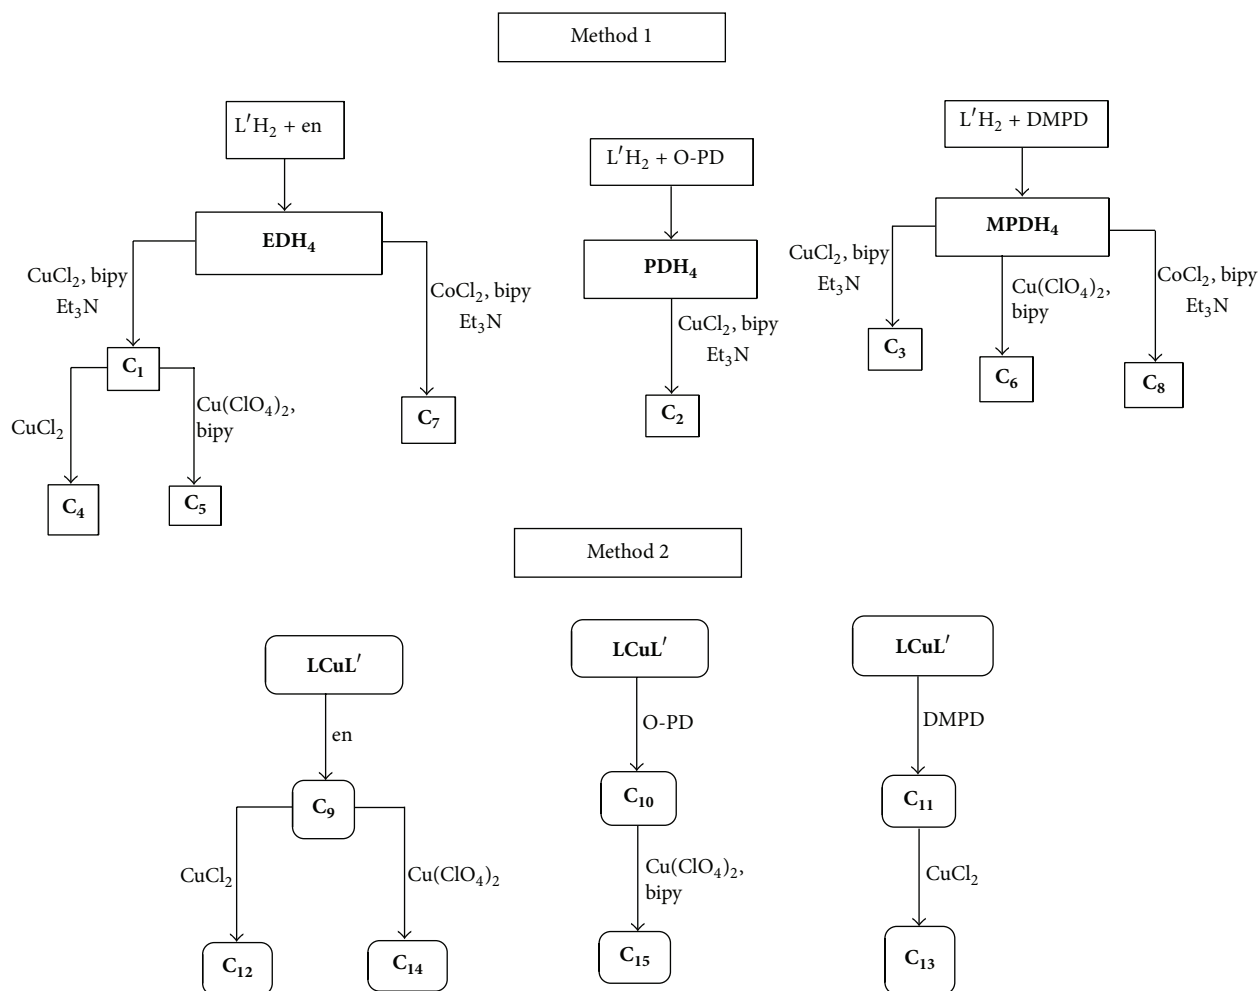 Method 1
L′H₂ + en
EDH₄
CuCl₂, bipy
Et₃N
CoCl₂, bipy
Et₃N
C₁
CuCl₂
Cu(ClO₄)₂,
bipy
C₇
C₄
C₅
L′H₂ + O-PD
PDH₄
CuCl₂, bipy
Et₃N
C₂
L′H₂ + DMPD
MPDH₄
CuCl₂, bipy
Et₃N
Cu(ClO₄)₂,
bipy
CoCl₂, bipy
Et₃N
C₃
C₆
C₈
Method 2
LCuL′
en
C₉
CuCl₂
Cu(ClO₄)₂
C₁₂
C₁₄
LCuL′
O-PD
C₁₀
Cu(ClO₄)₂,
bipy
C₁₅
LCuL′
DMPD
C₁₁
CuCl₂
C₁₃